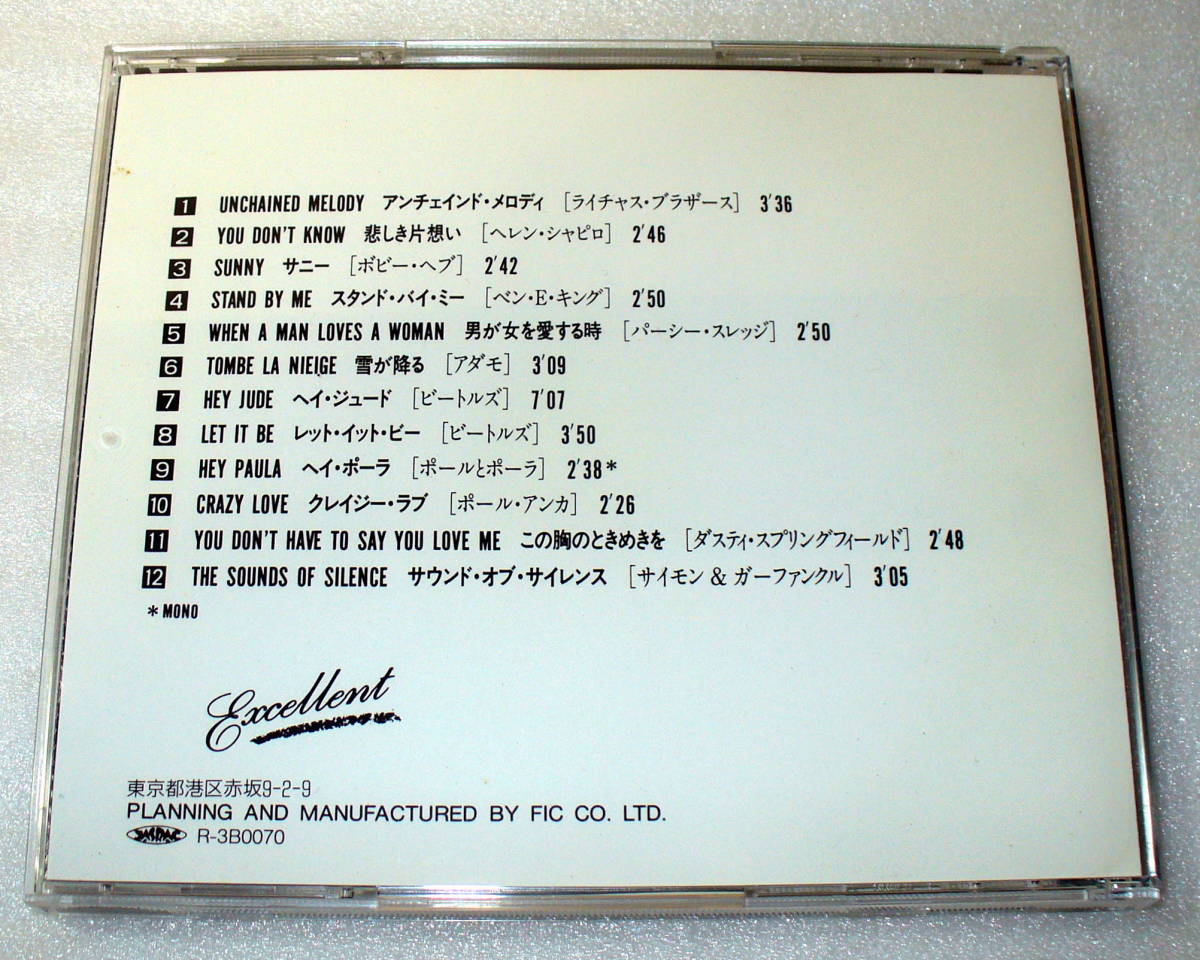 1 UNCHAINED MELODY アンチェインド・メロディ [ライチャス・ブラザース] 3'36
2 YOU DON'T KNOW 悲しき片想い [ヘレン・シャピロ] 2'46
3 SUNNY サニー [ボビー・ヘブ] 2'42
4 STAND BY ME スタンド・バイ・ミー [ベン・E・キング] 2'50
5 WHEN A MAN LOVES A WOMAN 男が女を愛する時 [パーシー・スレッジ] 2'50
6 TOMBE LA NIEIGE 雪が降る [アダモ] 3'09
7 HEY JUDE ヘイ・ジュード [ビートルズ] 7'07
8 LET IT BE レット・イット・ビー [ビートルズ] 3'50
9 HEY PAULA ヘイ・ポーラ [ポールとポーラ] 2'38*
10 CRAZY LOVE クレイジー・ラブ [ポール・アンカ] 2'26
11 YOU DON'T HAVE TO SAY YOU LOVE ME この胸のときめきを [ダスティ・スプリングフィールド] 2'48
12 THE SOUNDS OF SILENCE サウンド・オブ・サイレンス [サイモン & ガーファンクル] 3'05
* MONO
Excellent
東京都港区赤坂9-2-9
PLANNING AND MANUFACTURED BY FIC CO. LTD.
JASRAC R-3B0070